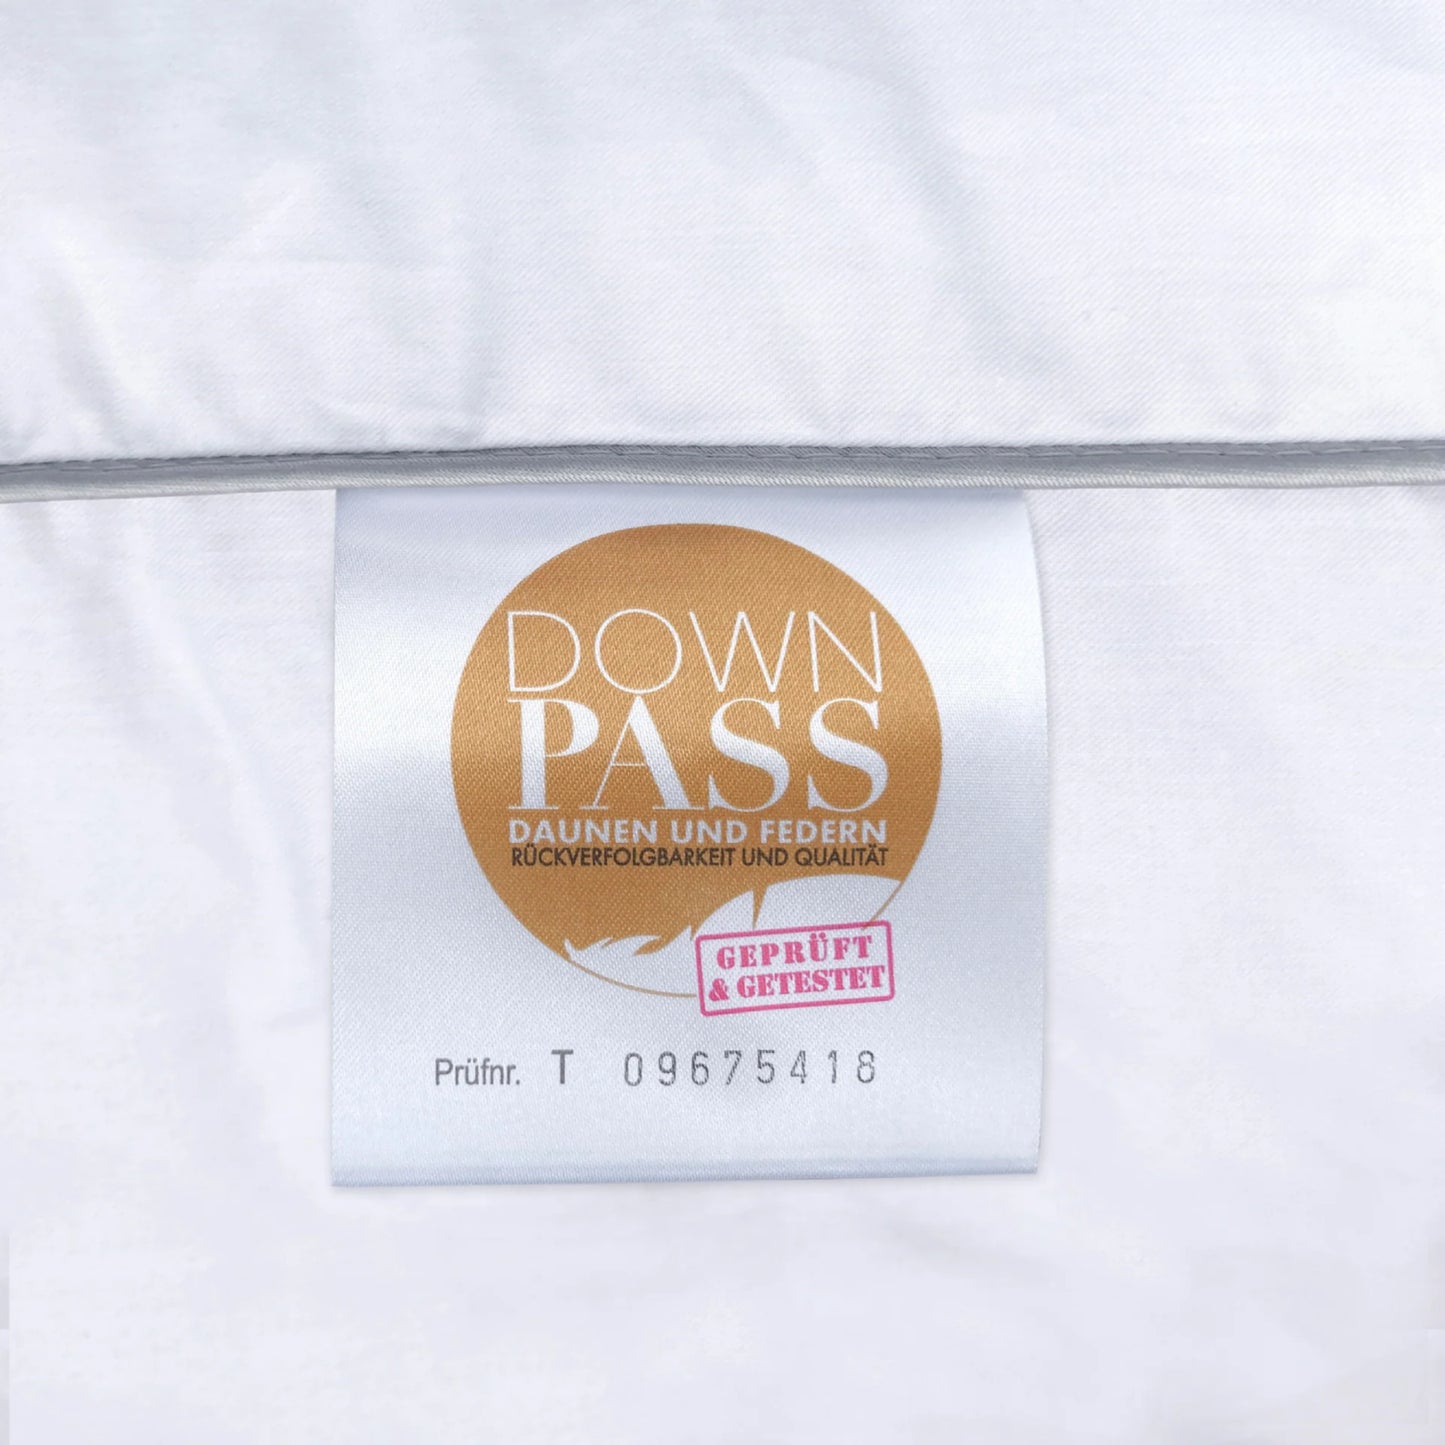 DOWN
PASS
DAUNEN UND FEDERN
RÜCKVERFOLGBARKEIT UND QUALITÄT
GEPRÜFT
& GETESTET
Prüfnr. T 09675418